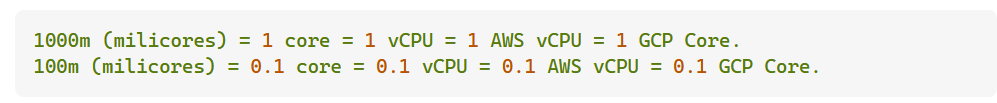 1000m (milicores) = 1 core = 1 vCPU = 1 AWS vCPU = 1 GCP Core.
100m (milicores) = 0.1 core = 0.1 vCPU = 0.1 AWS vCPU = 0.1 GCP Core.